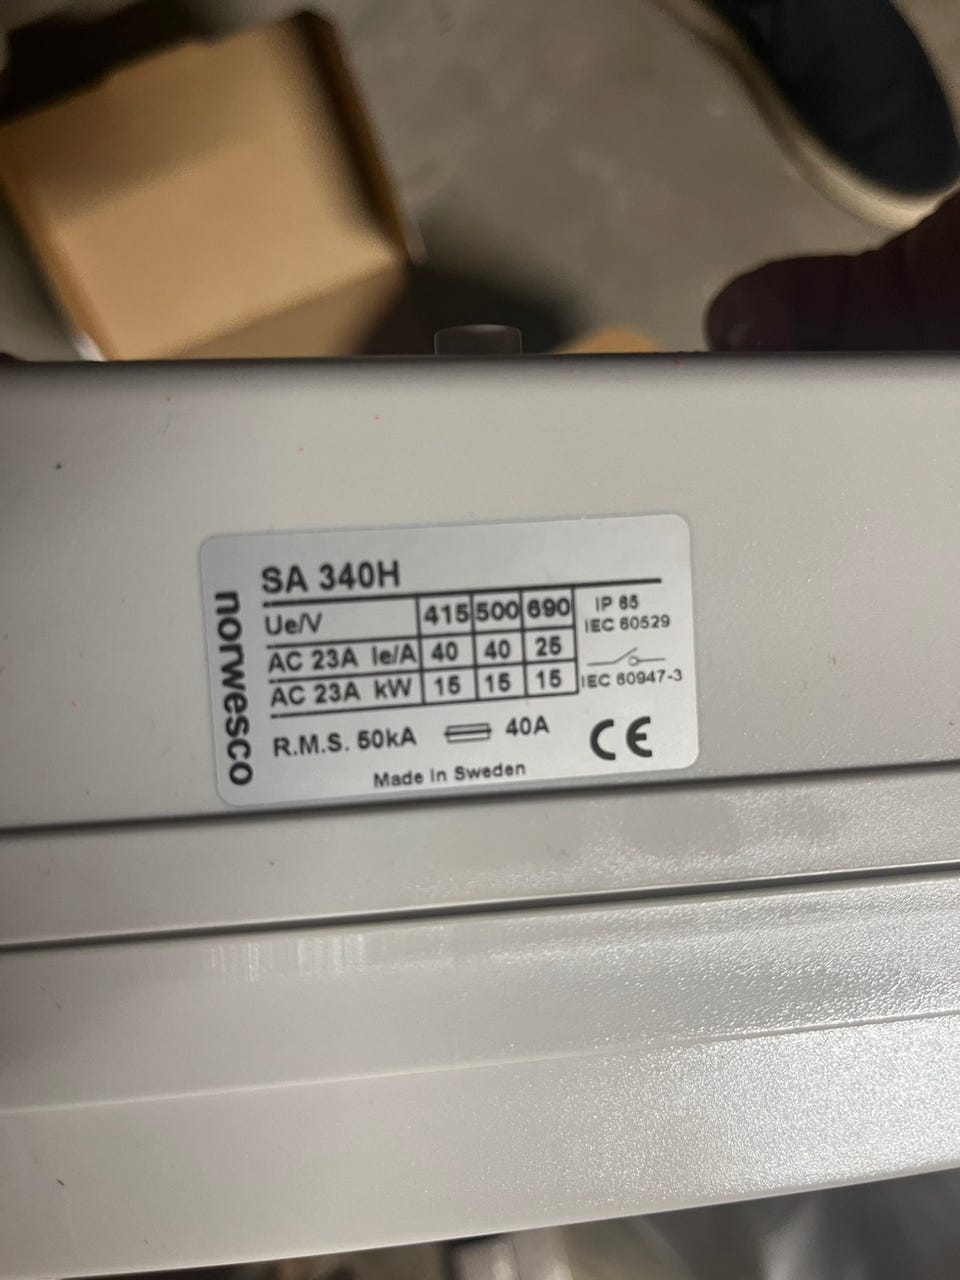 norwesco
SA 340H
Ue/V 415 500 690
AC 23A Ie/A 40 40 25
AC 23A kW 15 15 15
IP 65
IEC 60529
IEC 60947-3
R.M.S. 50kA 40A
CE
Made in Sweden